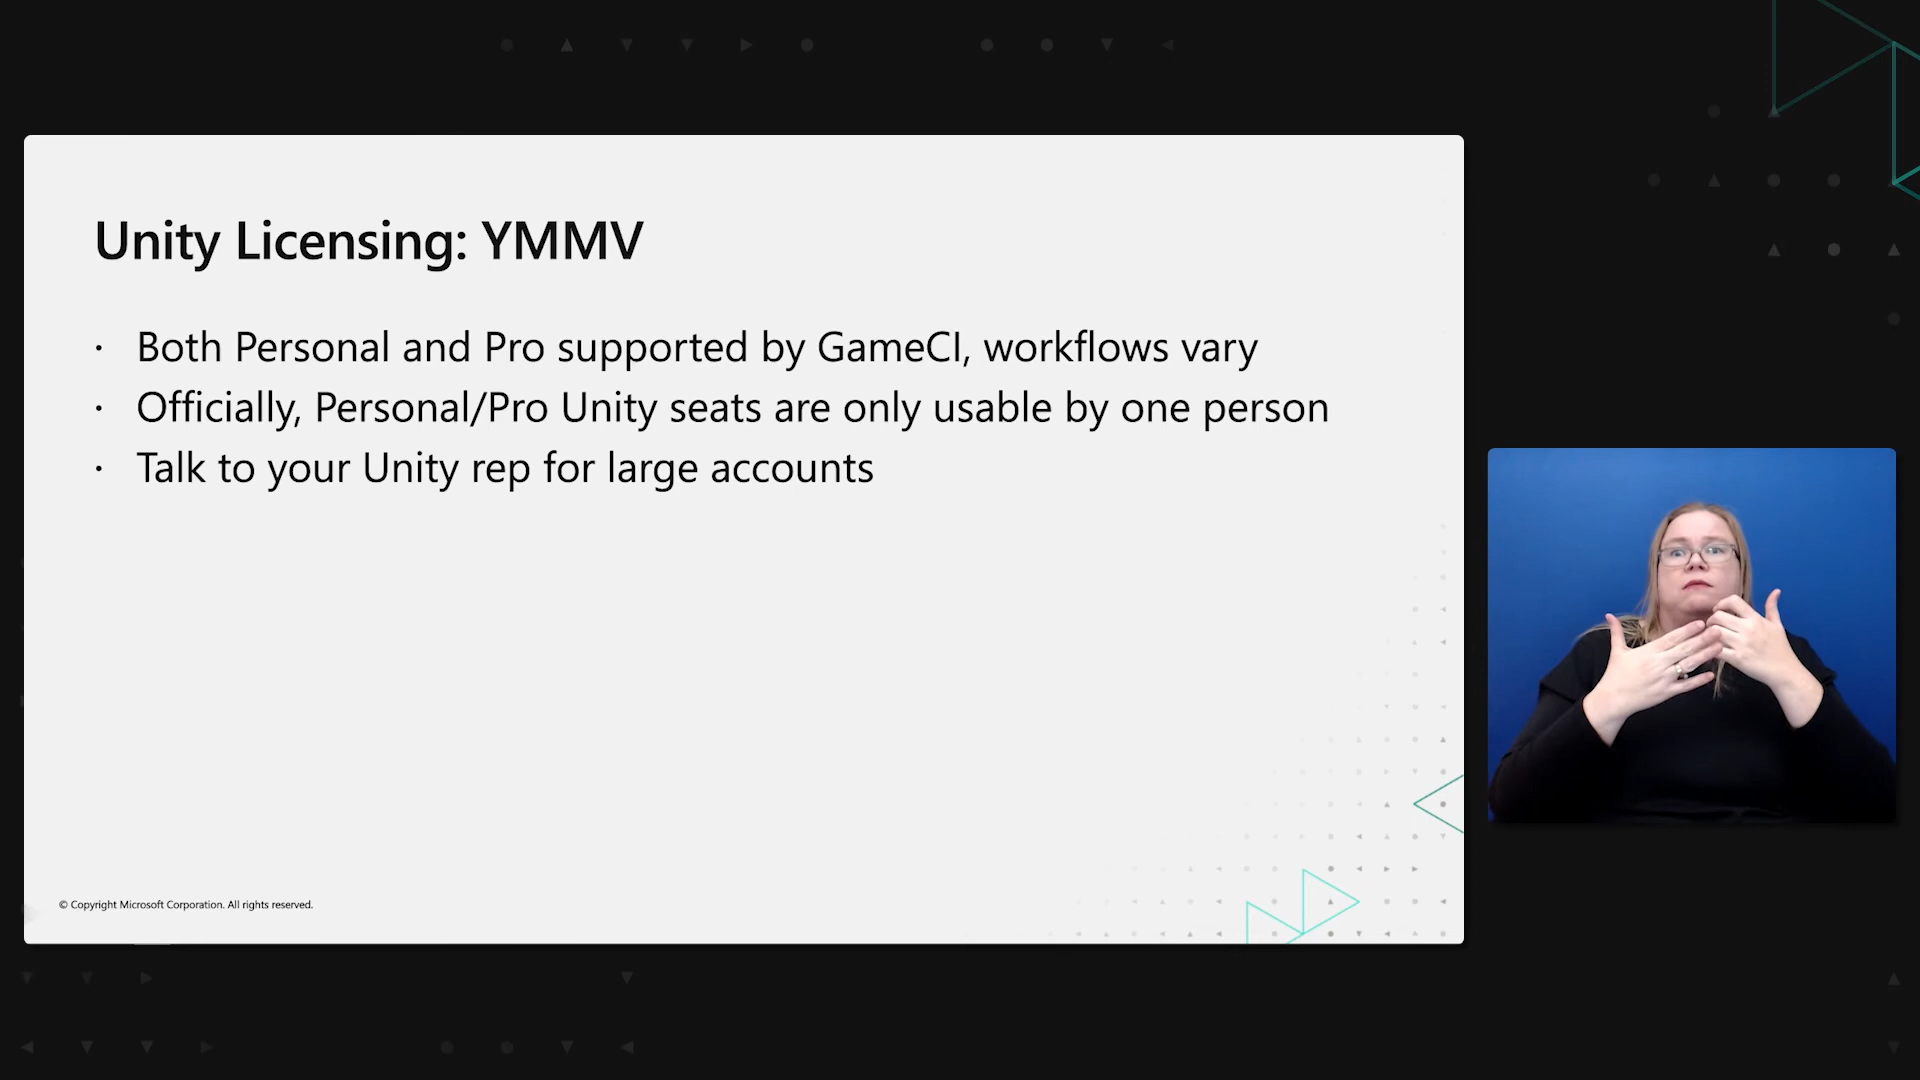 Unity Licensing: YMMV
· Both Personal and Pro supported by GameCI, workflows vary
· Officially, Personal/Pro Unity seats are only usable by one person
· Talk to your Unity rep for large accounts
© Copyright Microsoft Corporation. All rights reserved.